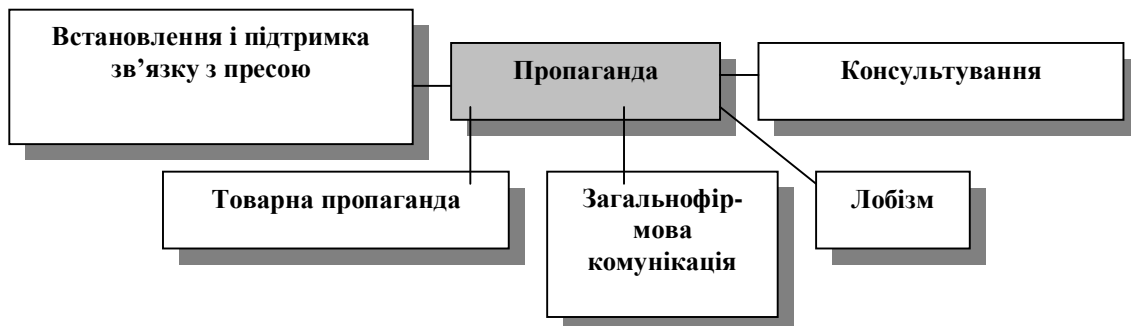 Встановлення і підтримка
зв’язку з пресою
Пропаганда
Консультування
Товарна пропаганда
Загальнофір-
мова
комунікація
Лобізм